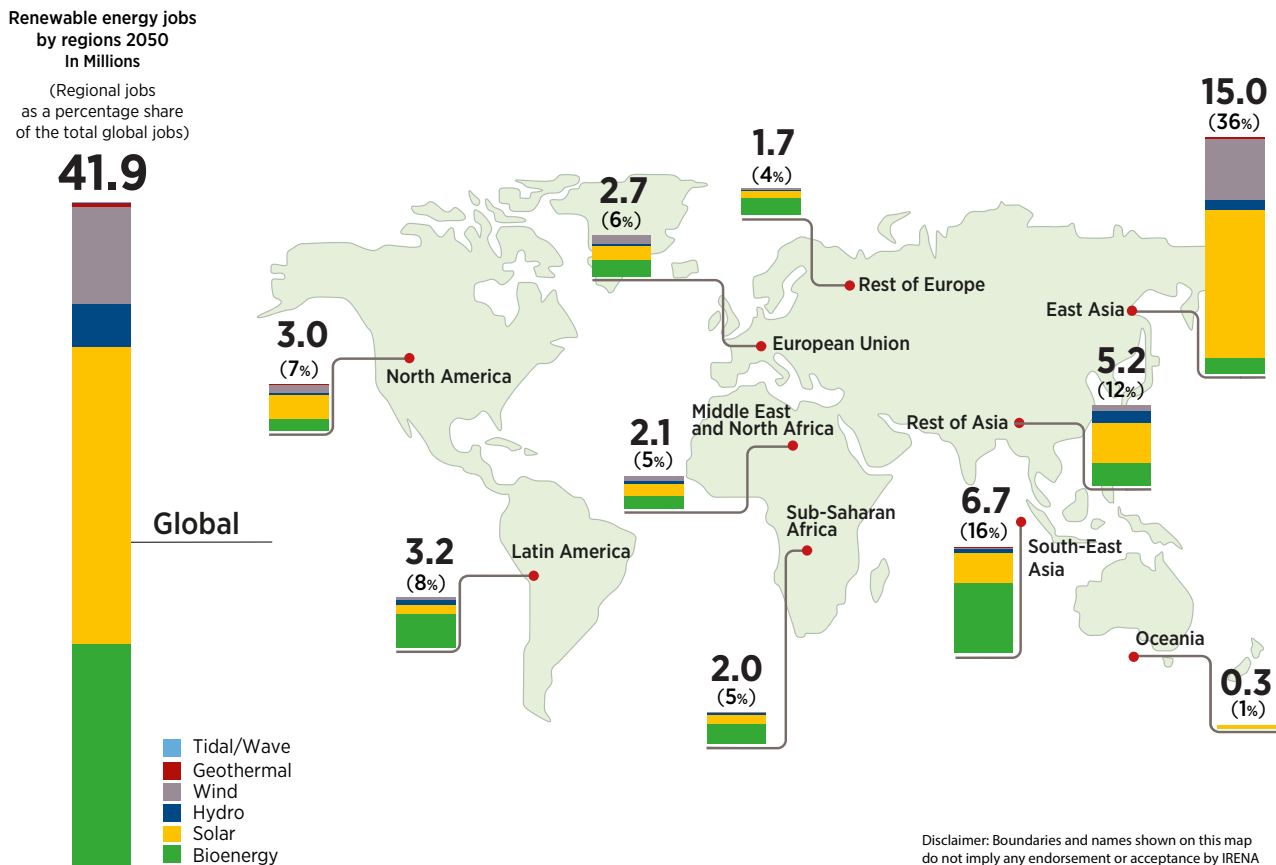 Renewable energy jobs
by regions 2050
In Millions
(Regional jobs
as a percentage share
of the total global jobs)
41.9
Global
Tidal/Wave
Geothermal
Wind
Hydro
Solar
Bioenergy
3.0
(7%)
North America
2.7
(6%)
European Union
1.7
(4%)
Rest of Europe
15.0
(36%)
East Asia
5.2
(12%)
Rest of Asia
2.1
(5%)
Middle East
and North Africa
3.2
(8%)
Latin America
2.0
(5%)
Sub-Saharan
Africa
6.7
(16%)
South-East
Asia
Oceania
0.3
(1%)
Disclaimer: Boundaries and names shown on this map
do not imply any endorsement or acceptance by IRENA